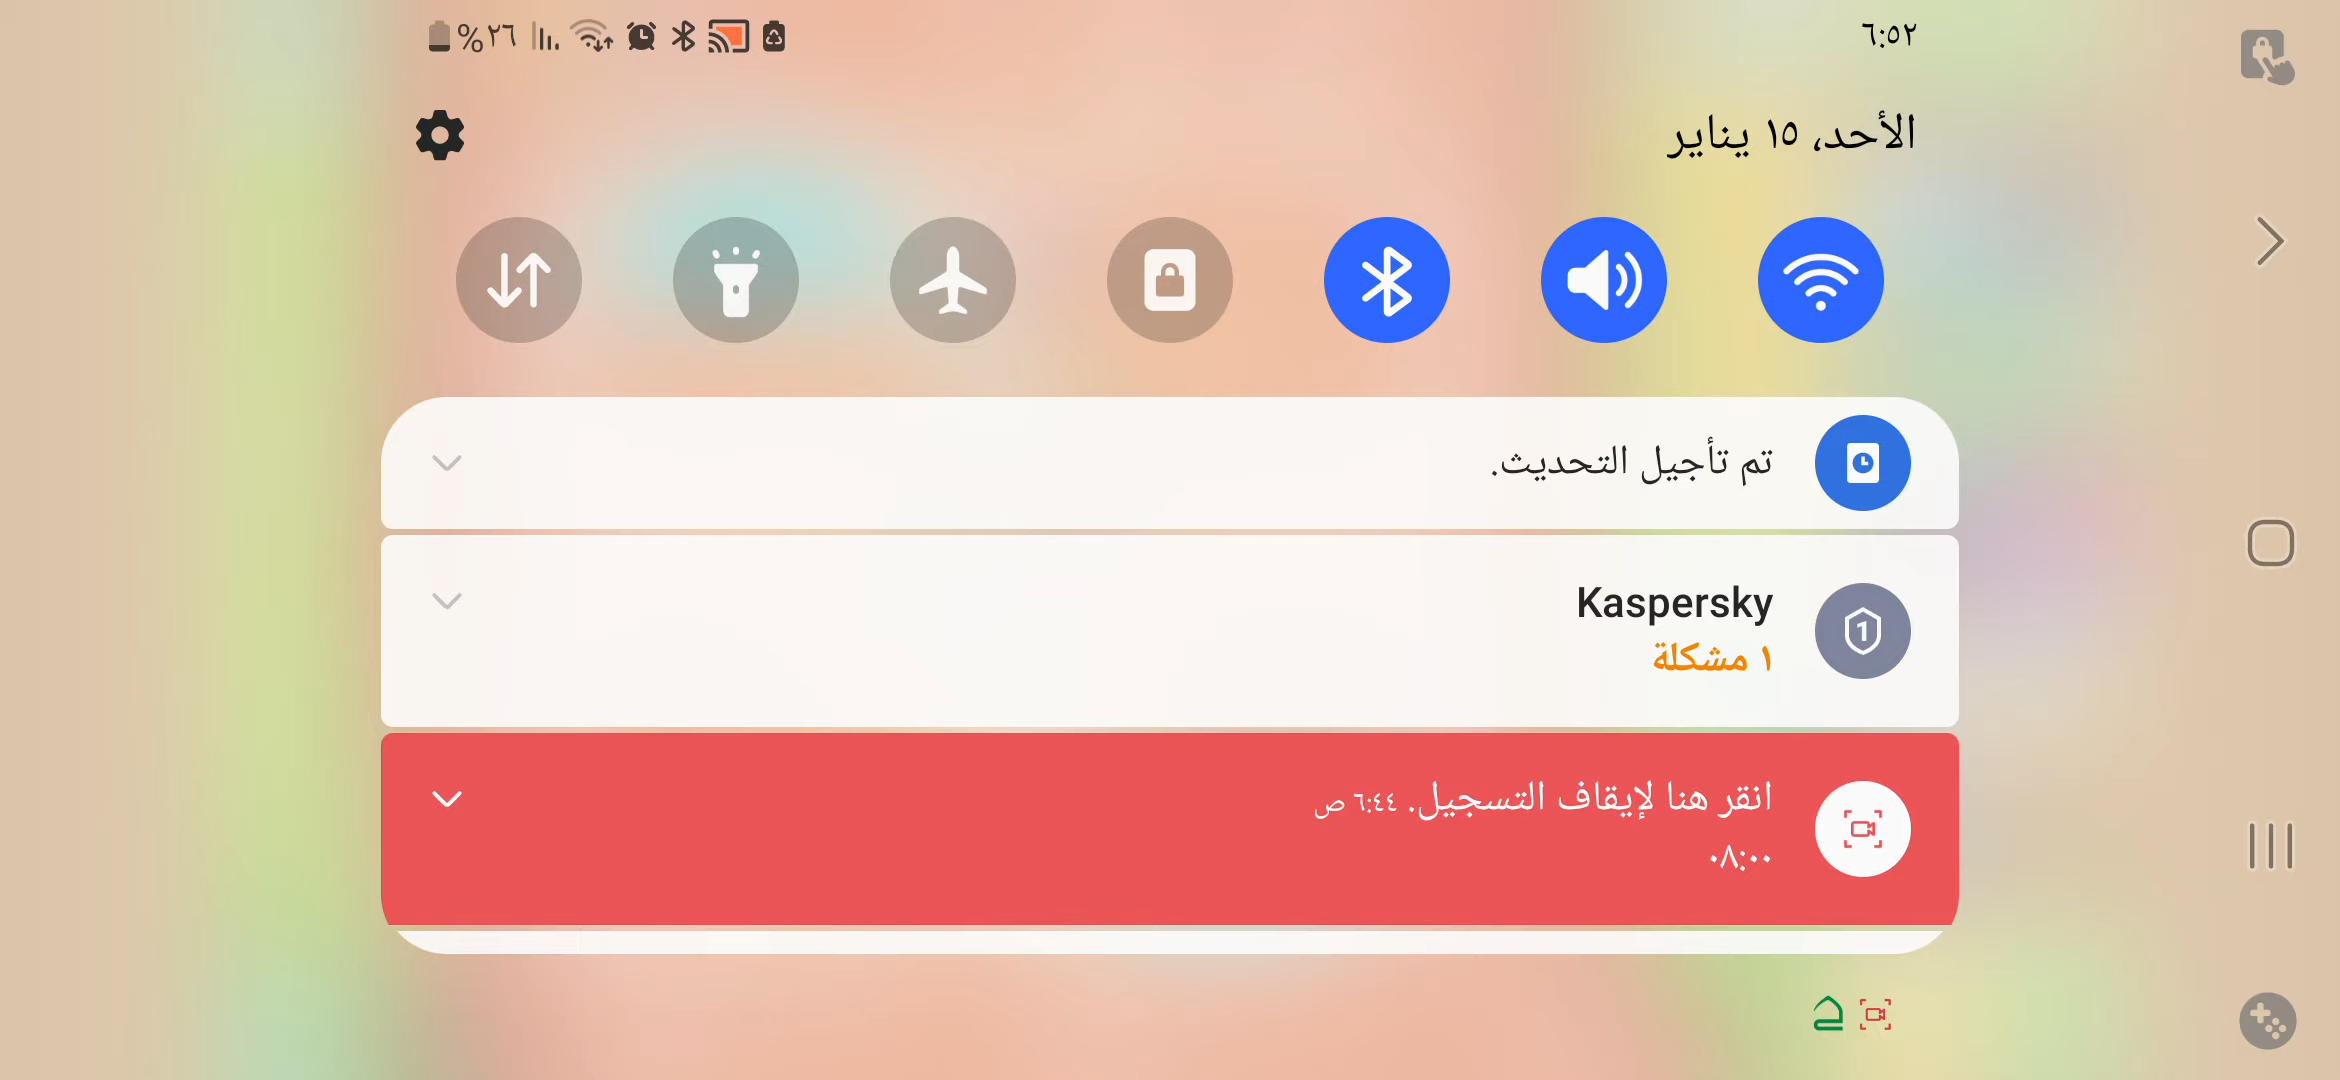 ٦:٥٢
٪٢٦
الأحد، ١٥ يناير
تم تأجيل التحديث.
Kaspersky
١ مشكلة
1
انقر هنا لإيقاف التسجيل. ٦:٤٤ ص
٠٨:٠٠